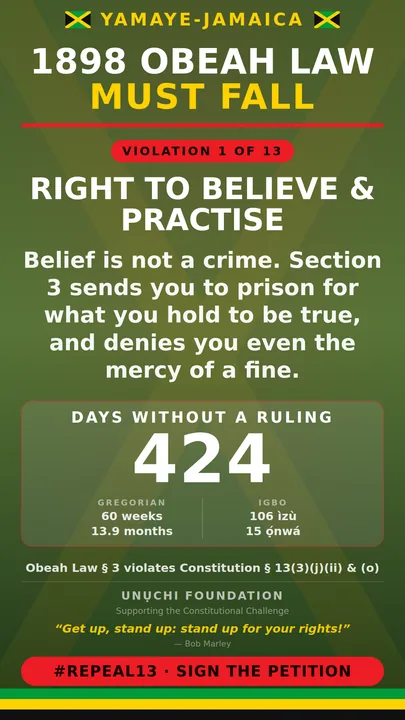 YAMAYE-JAMAICA
1898 OBEAH LAW
MUST FALL
VIOLATION 1 OF 13
RIGHT TO BELIEVE &
PRACTISE
Belief is not a crime. Section
3 sends you to prison for
what you hold to be true,
and denies you even the
mercy of a fine.
DAYS WITHOUT A RULING
424
GREGORIAN
60 weeks
13.9 months
IGBO
106 ìzù
15 ọ́nwá
Obeah Law § 3 violates Constitution § 13(3)(j)(ii) & (o)
UNỤCHI FOUNDATION
Supporting the Constitutional Challenge
“Get up, stand up: stand up for your rights!”
— Bob Marley
#REPEAL13 · SIGN THE PETITION